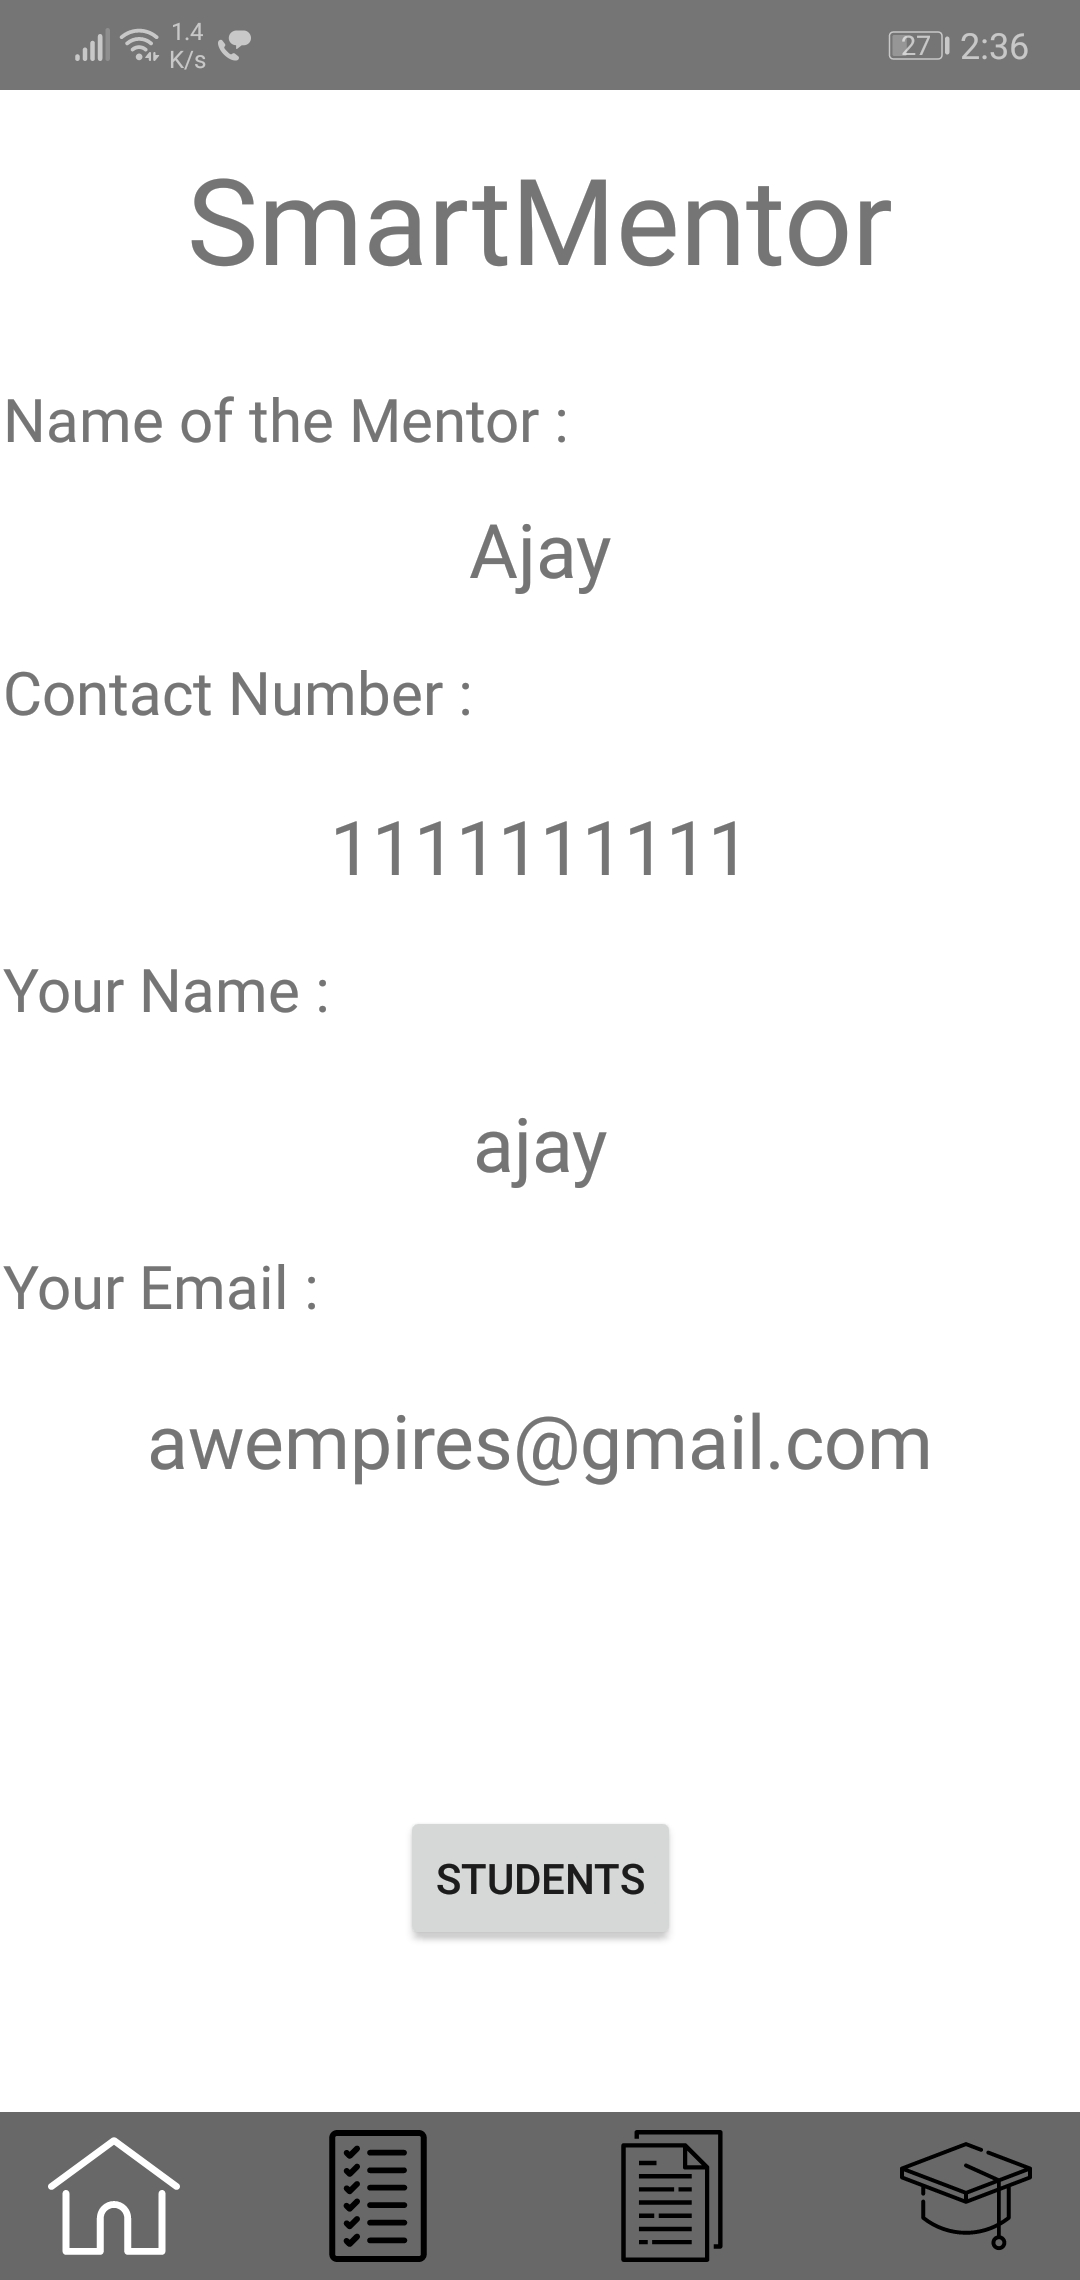 1.4
K/s
27 2:36
SmartMentor
Name of the Mentor :
Ajay
Contact Number :
1111111111
Your Name :
ajay
Your Email :
awempires@gmail.com
STUDENTS